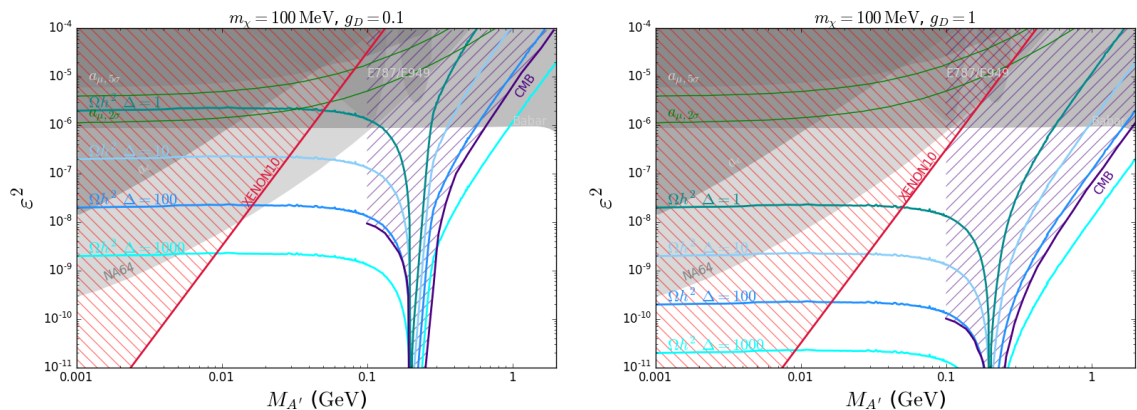 m_χ = 100 MeV, g_D = 0.1
10^-4
10^-5
10^-6
10^-7
10^-8
10^-9
10^-10
10^-11
ε^2
a_μ,5σ
E787/E949
CMB
Ωh^2 Δ = 1
a_μ,2σ
Babar
Ωh^2 Δ = 10
XENON10
Ωh^2 Δ = 100
Ωh^2 Δ = 1000
NA64
0.001
0.01
0.1
1
M_A′ (GeV)
m_χ = 100 MeV, g_D = 1
10^-4
10^-5
10^-6
10^-7
10^-8
10^-9
10^-10
10^-11
ε^2
a_μ,5σ
E787/E949
a_μ,2σ
Babar
XENON10
CMB
Ωh^2 Δ = 1
Ωh^2 Δ = 10
NA64
Ωh^2 Δ = 100
Ωh^2 Δ = 1000
0.001
0.01
0.1
1
M_A′ (GeV)